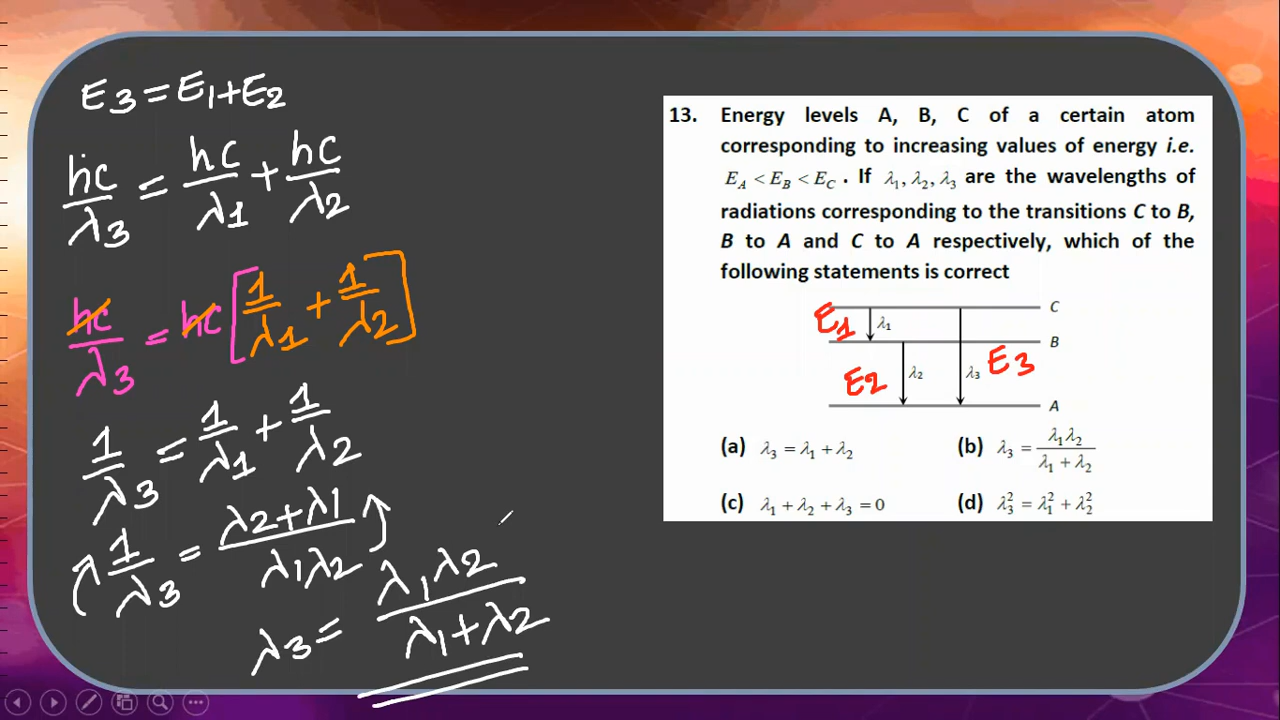 E3 = E1+E2
hc/λ3 = hc/λ1 + hc/λ2
hc/λ3 = hc[1/λ1 + 1/λ2]
1/λ3 = 1/λ1 + 1/λ2
1/λ3 = λ2+λ1/λ1λ2
λ3 = λ1λ2/λ1+λ2
13. Energy levels A, B, C of a certain atom
corresponding to increasing values of energy i.e.
E_A < E_B < E_C . If λ₁, λ₂, λ₃ are the wavelengths of
radiations corresponding to the transitions C to B,
B to A and C to A respectively, which of the
following statements is correct
C
E1 λ₁
B
E2 λ₂ λ₃ E3
A
(a) λ₃ = λ₁ + λ₂ (b) λ₃ = λ₁λ₂/λ₁ + λ₂
(c) λ₁ + λ₂ + λ₃ = 0 (d) λ₃² = λ₁² + λ₂²